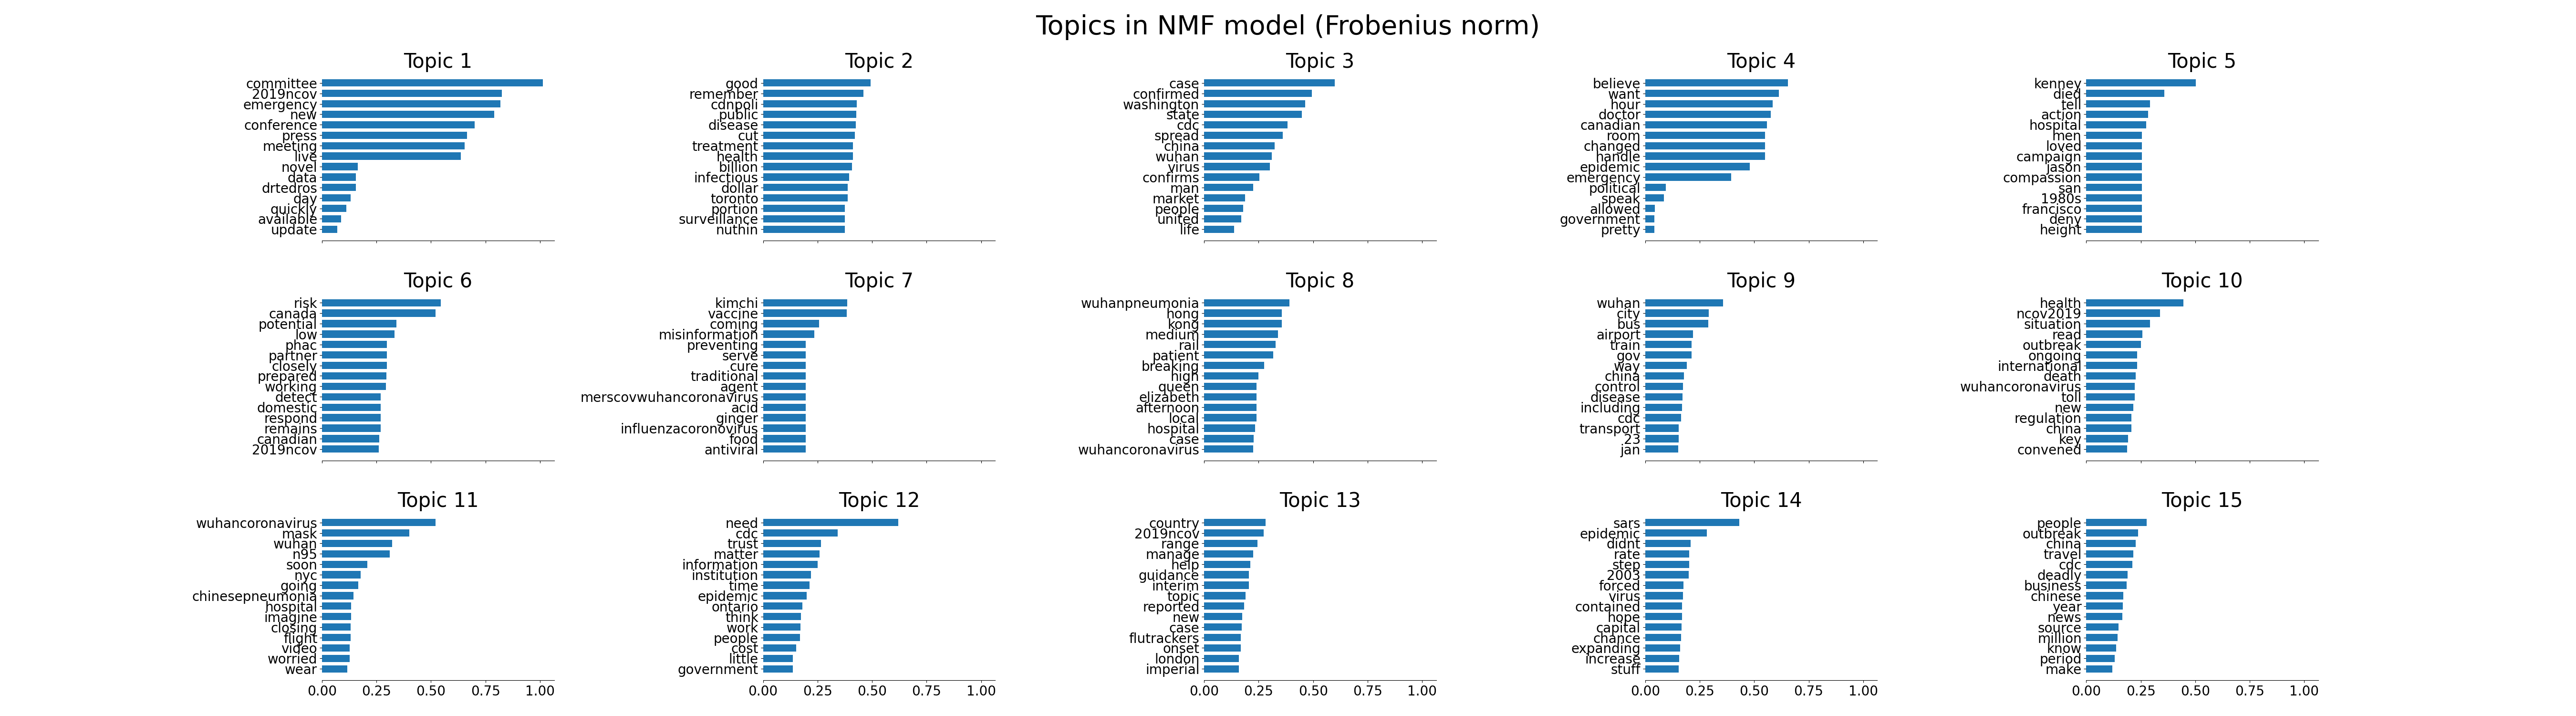 Topics in NMF model (Frobenius norm)
Topic 1
committee
2019ncov
emergency
new
conference
press
meeting
live
novel
data
drtedros
day
quickly
available
update
Topic 2
good
remember
cdnpoli
public
disease
cut
treatment
health
billion
infectious
dollar
toronto
portion
surveillance
nuthin
Topic 3
case
confirmed
washington
state
cdc
spread
china
wuhan
virus
confirms
man
market
people
united
life
Topic 4
believe
want
hour
doctor
canadian
room
changed
handle
epidemic
emergency
political
speak
allowed
government
pretty
Topic 5
kenney
died
tell
action
hospital
men
loved
campaign
jason
compassion
san
1980s
francisco
deny
height
Topic 6
risk
canada
potential
low
phac
partner
closely
prepared
working
detect
domestic
respond
remains
canadian
2019ncov
Topic 7
kimchi
vaccine
coming
misinformation
preventing
serve
cure
traditional
agent
merscovwuhancoronavirus
acid
ginger
influenzacoronovirus
food
antiviral
Topic 8
wuhanpneumonia
hong
kong
medium
rail
patient
breaking
high
queen
elizabeth
afternoon
local
hospital
case
wuhancoronavirus
Topic 9
wuhan
city
bus
airport
train
gov
way
china
control
disease
including
cdc
transport
23
jan
Topic 10
health
ncov2019
situation
read
outbreak
ongoing
international
death
wuhancoronavirus
toll
new
regulation
china
key
convened
Topic 11
wuhancoronavirus
mask
wuhan
n95
soon
nyc
going
chinesepneumonia
hospital
imagine
closing
flight
video
worried
wear
0.00 0.25 0.50 0.75 1.00
Topic 12
need
cdc
trust
matter
information
institution
time
epidemic
ontario
think
work
people
cost
little
government
0.00 0.25 0.50 0.75 1.00
Topic 13
country
2019ncov
range
manage
help
guidance
interim
topic
reported
new
case
flutrackers
onset
london
imperial
0.00 0.25 0.50 0.75 1.00
Topic 14
sars
epidemic
didnt
rate
step
2003
forced
virus
contained
hope
capital
chance
expanding
increase
stuff
0.00 0.25 0.50 0.75 1.00
Topic 15
people
outbreak
china
travel
cdc
deadly
business
chinese
year
news
source
million
know
period
make
0.00 0.25 0.50 0.75 1.00